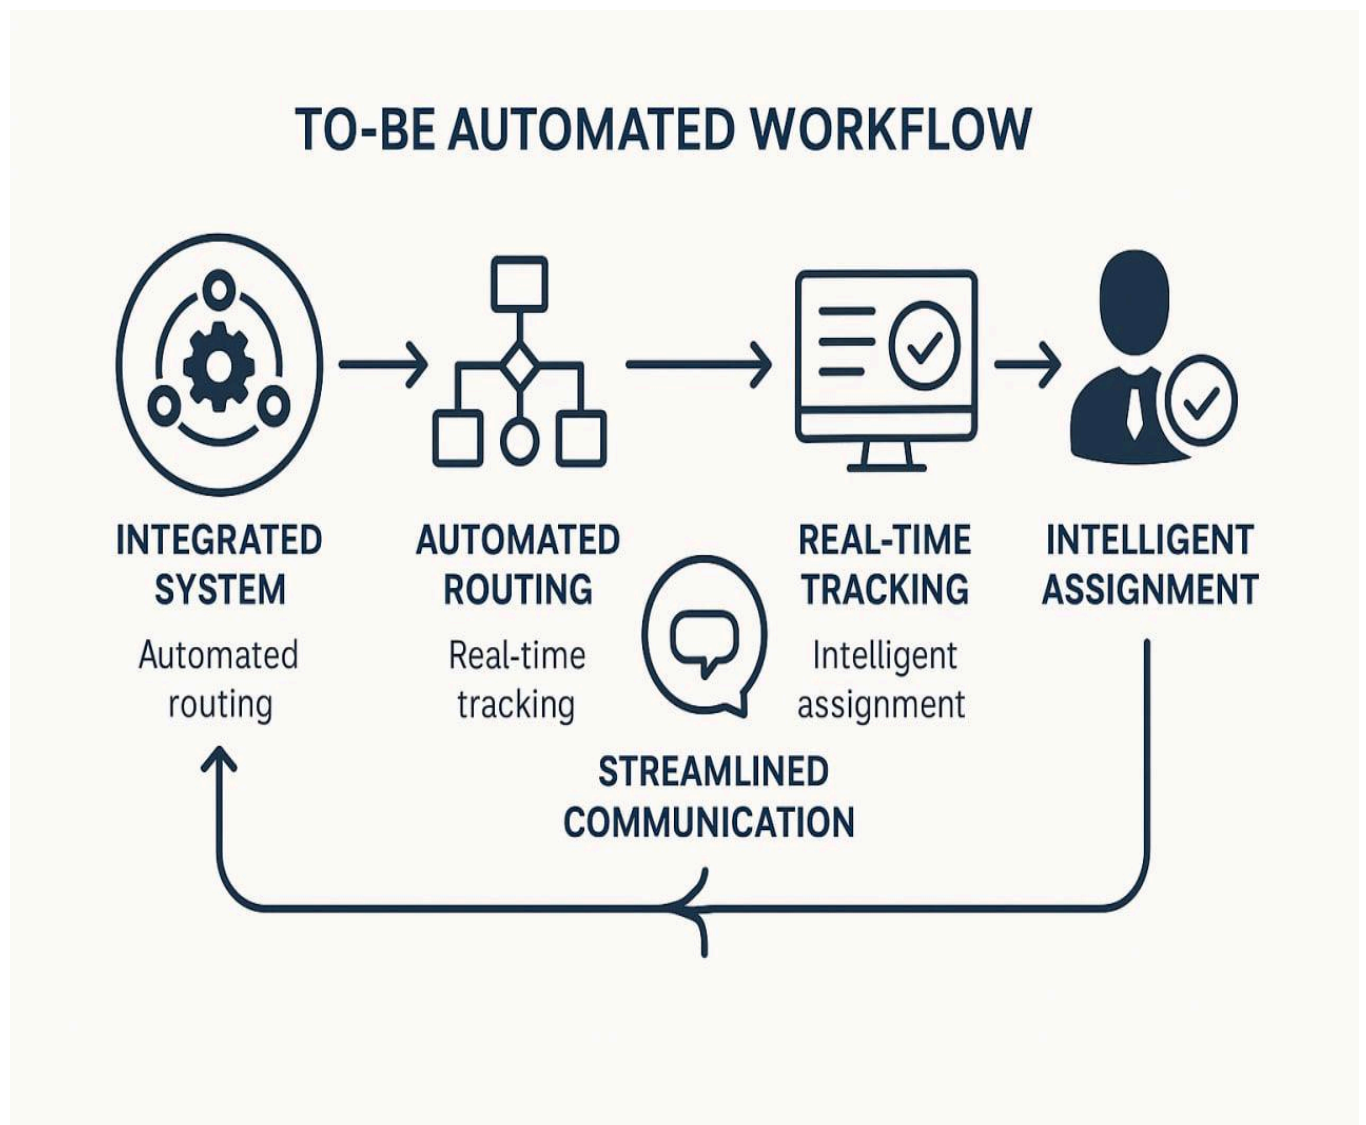 TO-BE AUTOMATED WORKFLOW
INTEGRATED
SYSTEM
Automated
routing
AUTOMATED
ROUTING
Real-time
tracking
REAL-TIME
TRACKING
Intelligent
assignment
INTELLIGENT
ASSIGNMENT
STREAMLINED
COMMUNICATION